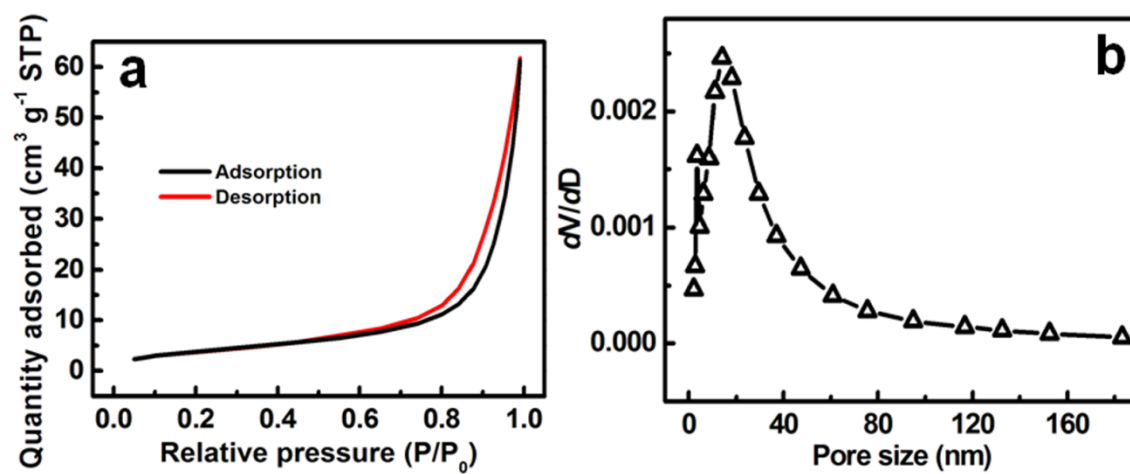 a
Quantity adsorbed (cm³ g⁻¹ STP)
60
50
40
30
20
10
0
Adsorption
Desorption
0.0 0.2 0.4 0.6 0.8 1.0
Relative pressure (P/P₀)
b
dV/dD
0.002
0.001
0.000
0 40 80 120 160
Pore size (nm)